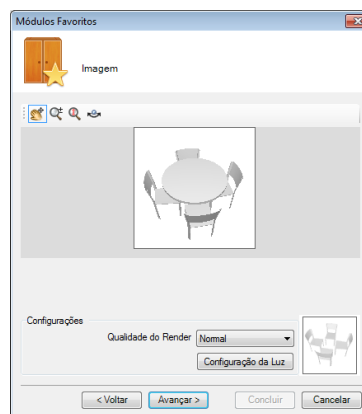 Módulos Favoritos
Imagem
Configurações
Qualidade do Render Normal
Configuração da Luz
< Voltar Avançar > Concluir Cancelar